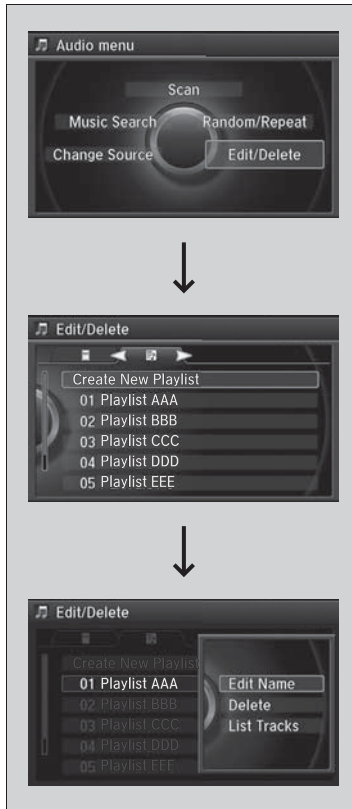 Audio menu
Scan
Music Search Random/Repeat
Change Source Edit/Delete
Edit/Delete
Create New Playlist
01 Playlist AAA
02 Playlist BBB
03 Playlist CCC
04 Playlist DDD
05 Playlist EEE
Edit/Delete
Create New Playlist
01 Playlist AAA Edit Name
02 Playlist BBB Delete
03 Playlist CCC List Tracks
04 Playlist DDD
05 Playlist EEE